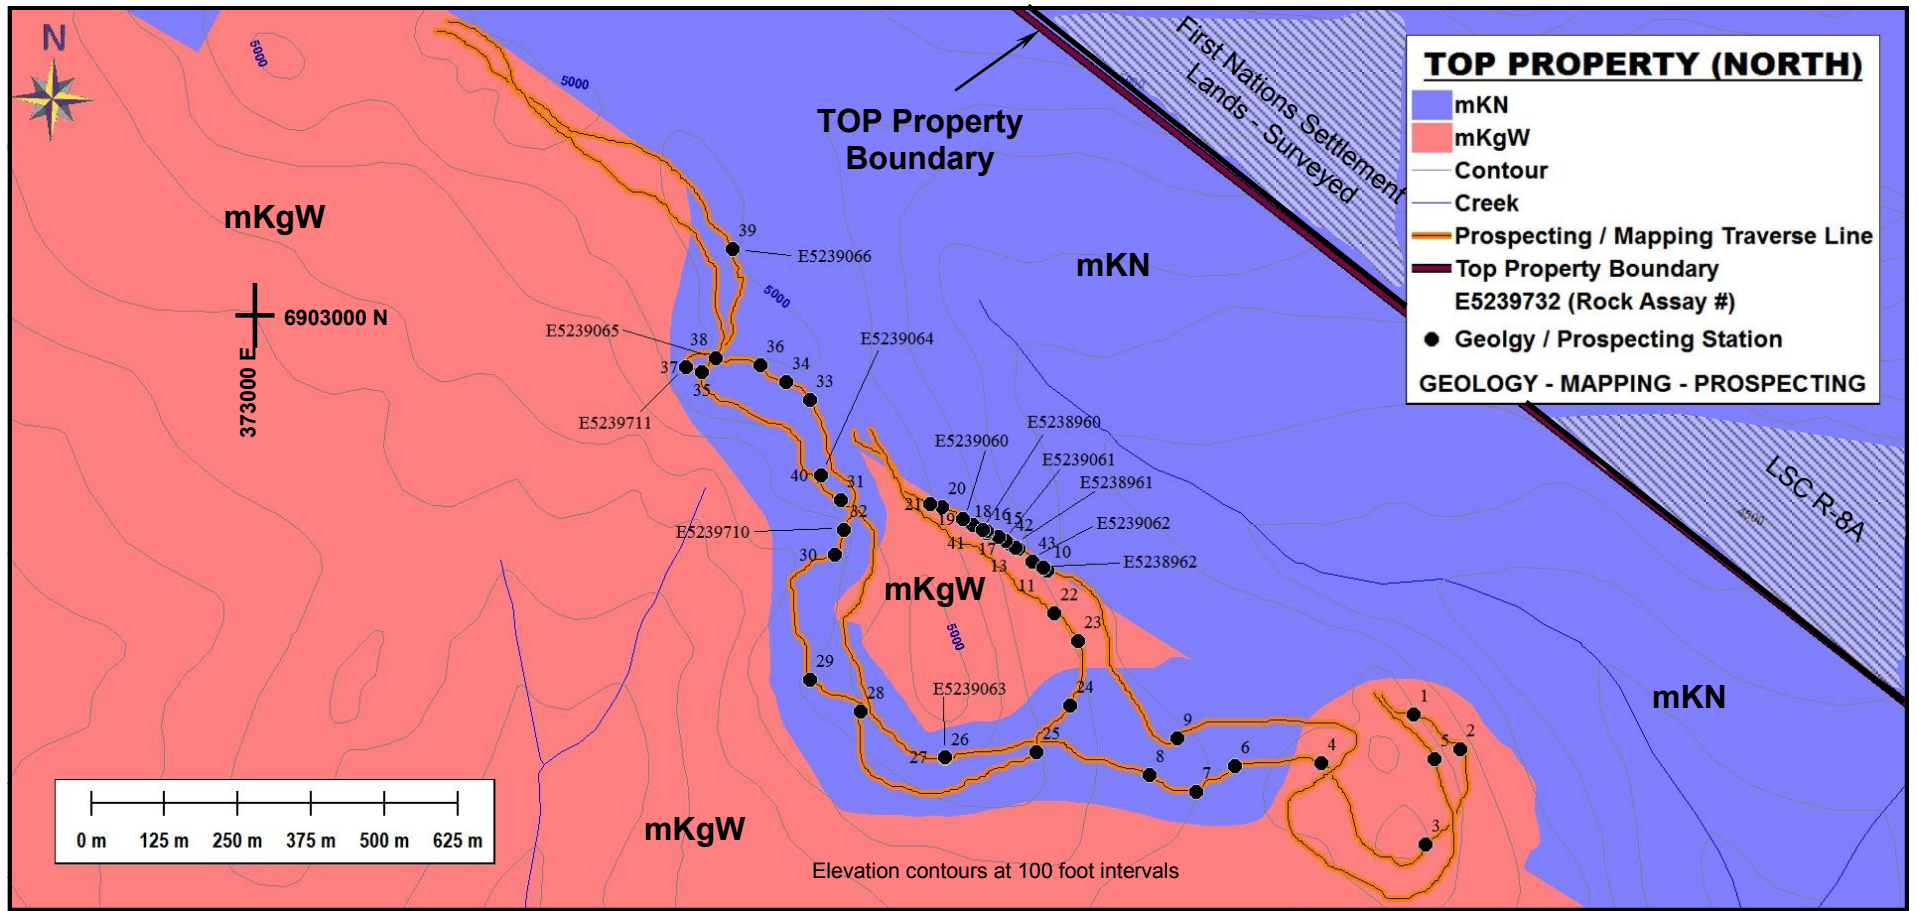 N
5000
5000
First Nations Settlement
Lands - Surveyed
TOP Property
Boundary
TOP PROPERTY (NORTH)
mKN
mKgW
Contour
Creek
Prospecting / Mapping Traverse Line
Top Property Boundary
E5239732 (Rock Assay #)
Geolgy / Prospecting Station
GEOLOGY - MAPPING - PROSPECTING
mKgW
39
E5239066
mKN
5000
6903000 N
373000 E
E5239065
38
36
34
33
37
35
E5239711
E5239064
E5239060
E5238960
E5239061
E5238961
E5239062
E5238962
40
31
32
E5239710
30
21
20
19
18
16
15
42
41
17
43
10
13
11
mKgW
22
23
5000
LSC R-8A
4500
29
28
E5239063
24
25
26
27
9
8
7
6
4
1
2
5
3
mKN
mKgW
0 m 125 m 250 m 375 m 500 m 625 m
Elevation contours at 100 foot intervals